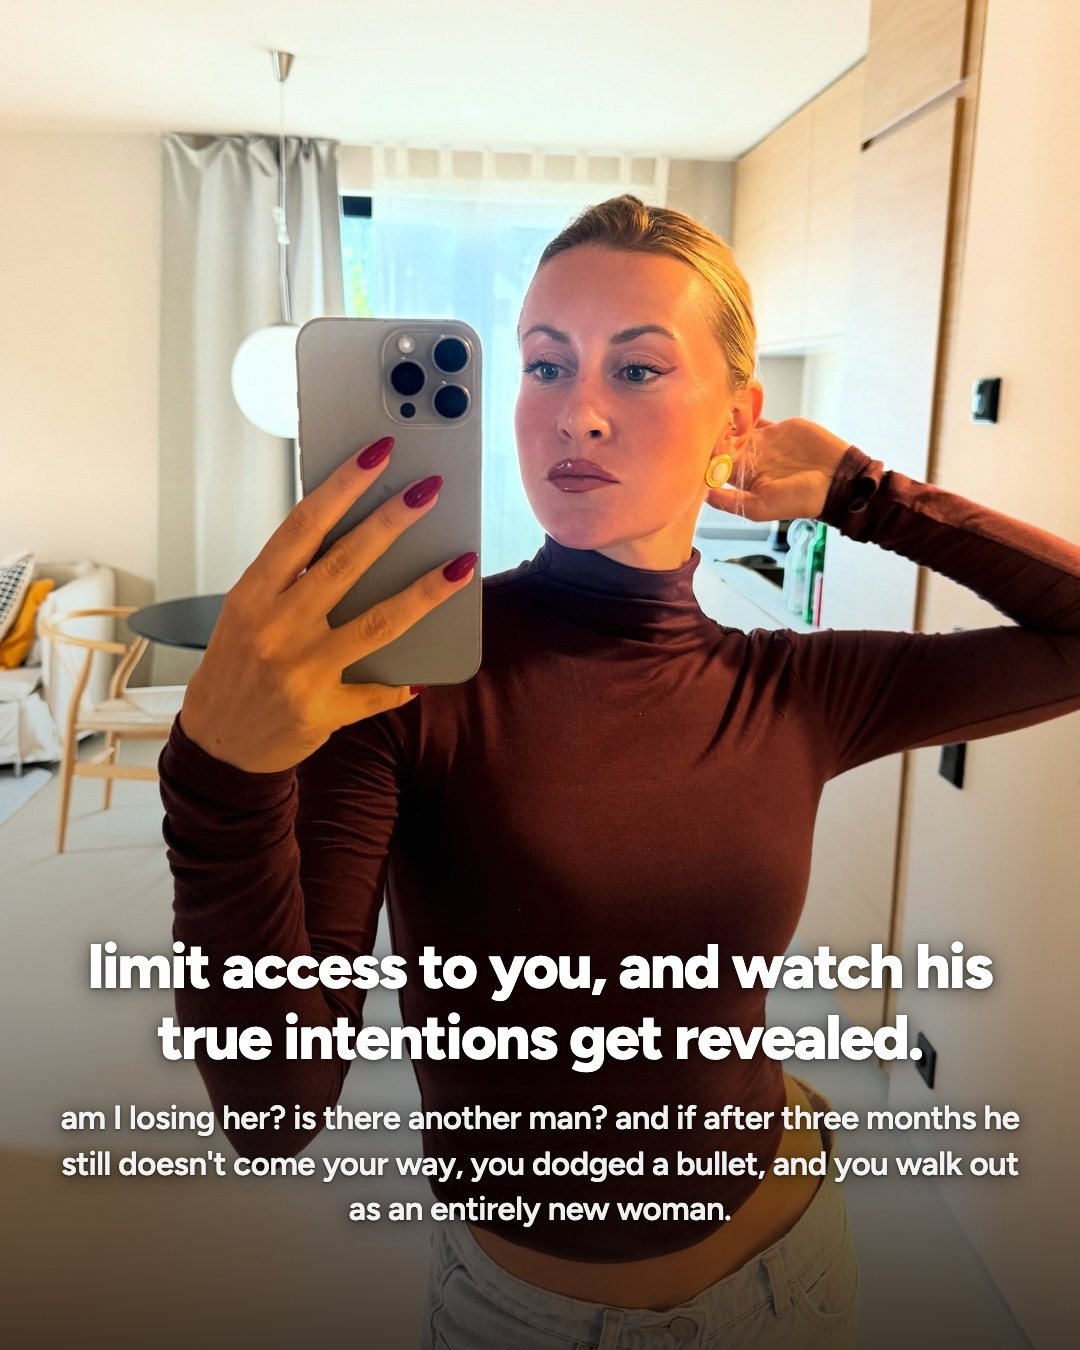 limit access to you, and watch his
true intentions get revealed.
am I losing her? is there another man? and if after three months he
still doesn't come your way, you dodged a bullet, and you walk out
as an entirely new woman.